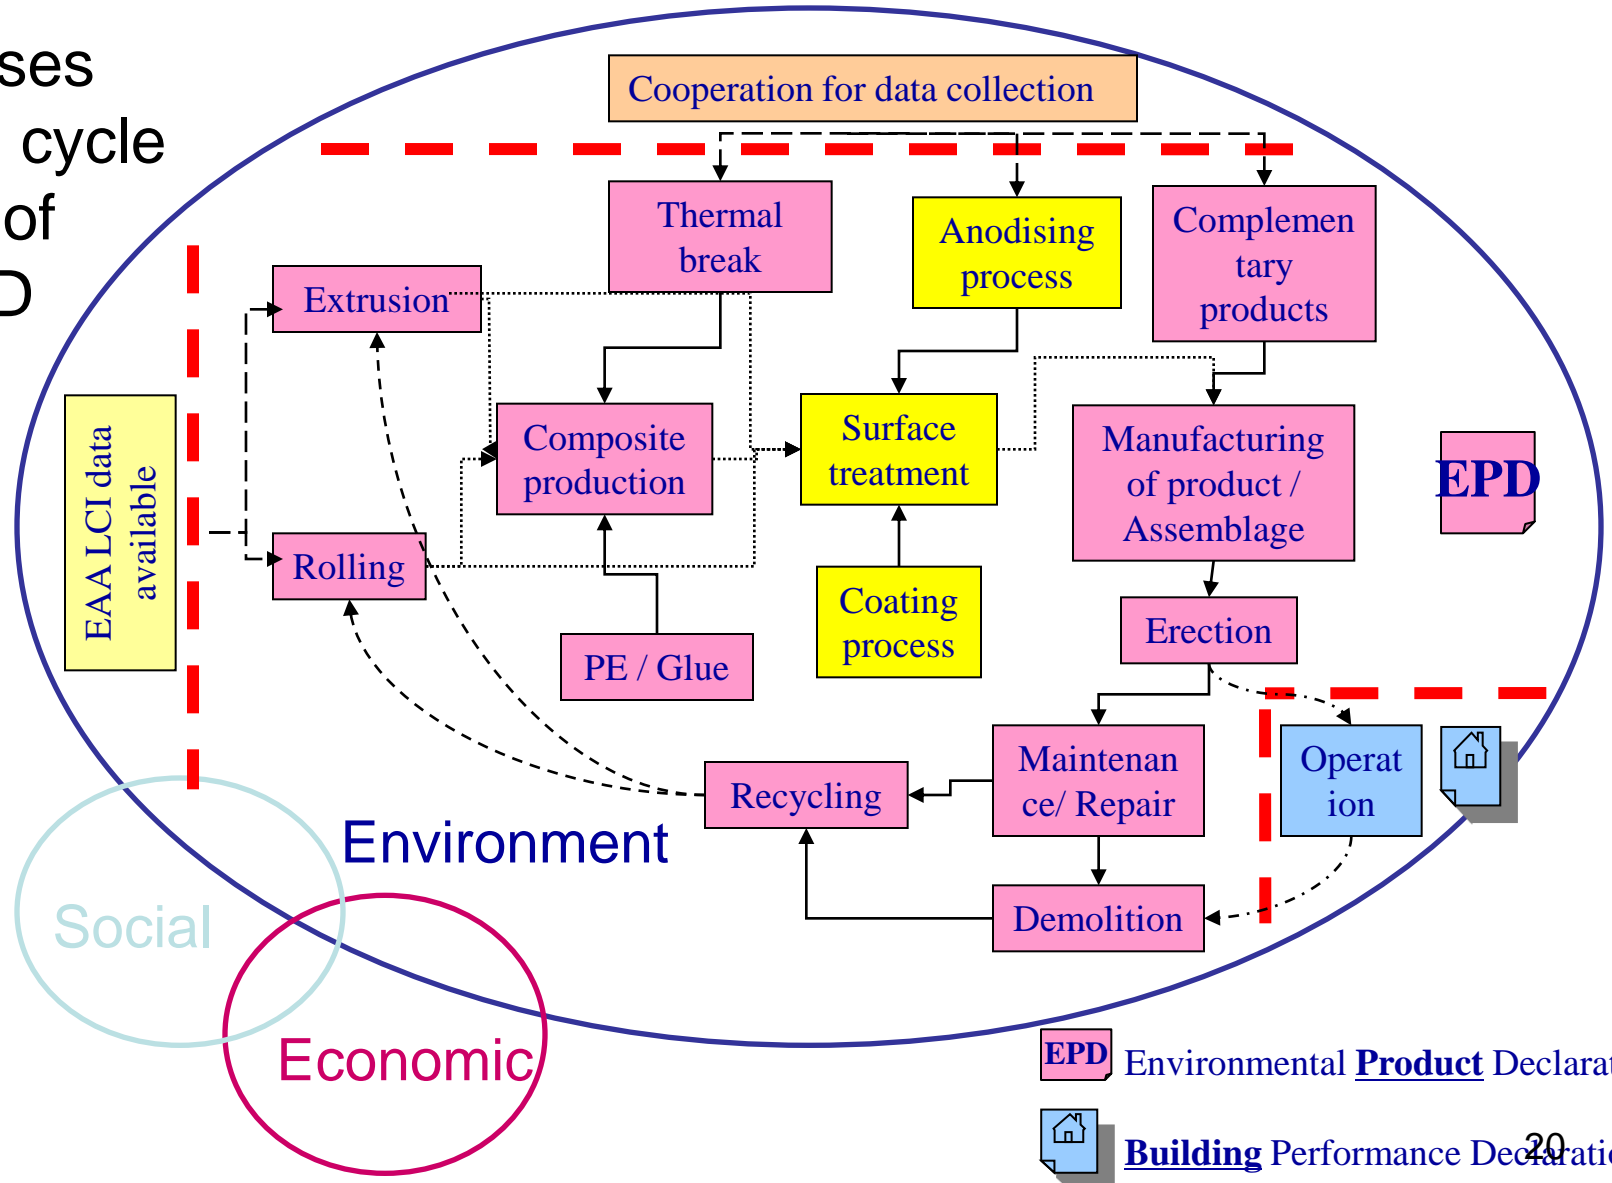 ses
cycle
of
D
Cooperation for data collection
Thermal
break
Anodising
process
Complemen
tary
products
Extrusion
EAA LCI data
available
Composite
production
Surface
treatment
Manufacturing
of product /
Assemblage
EPD
Rolling
PE / Glue
Coating
process
Erection
Recycling
Maintenan
ce/ Repair
Operat
ion
Demolition
Environment
Social
Economic
EPD Environmental Product Declarat
Building Performance Declaratio
20